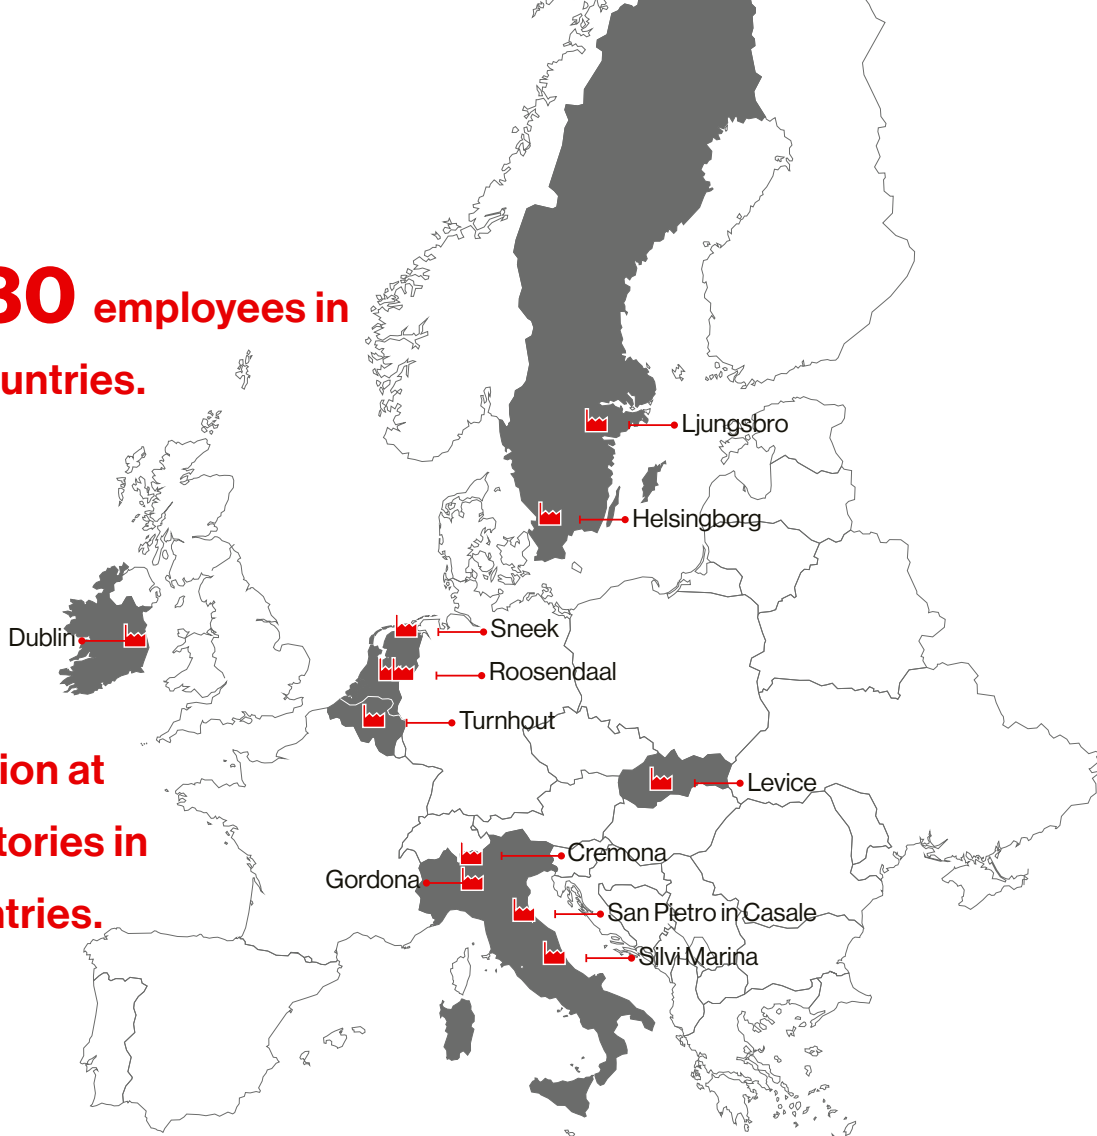 30 employees in
untries.
Ljungsbro
Helsingborg
Dublin
Sneek
Roosendaal
Turnhout
ion at
Levice
tories in
Cremona
Gordona
ntries.
San Pietro in Casale
Silvi Marina